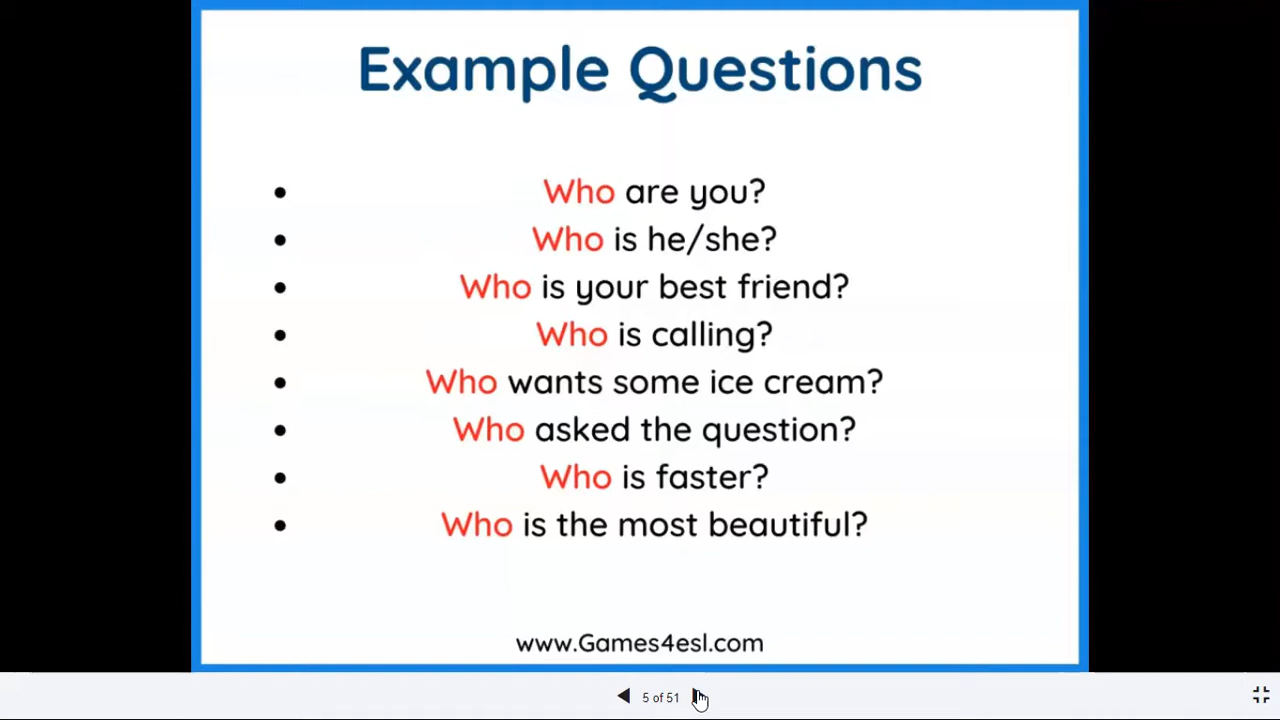 Example Questions
• Who are you?
• Who is he/she?
• Who is your best friend?
• Who is calling?
• Who wants some ice cream?
• Who asked the question?
• Who is faster?
• Who is the most beautiful?
www.Games4esl.com
5 of 51